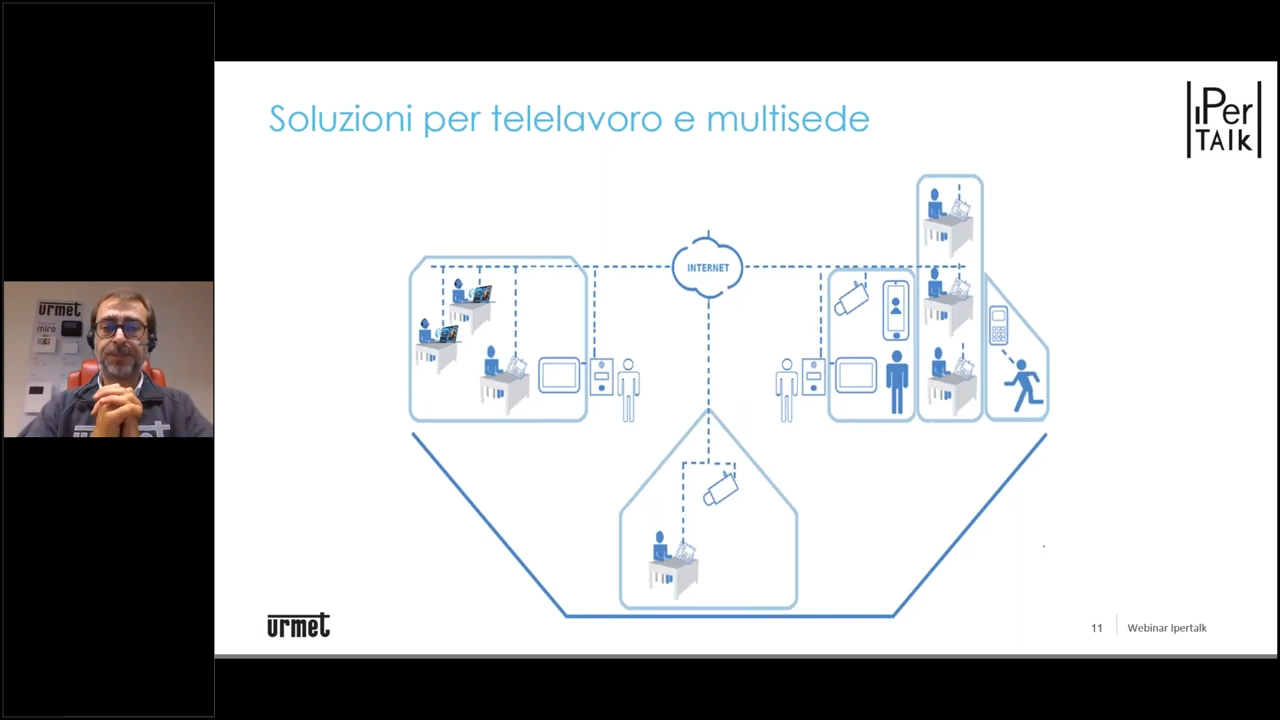 Soluzioni per telelavoro e multisede
iPer
TAlk
INTERNET
urmet
miro
urmet
11
Webinar Ipertalk